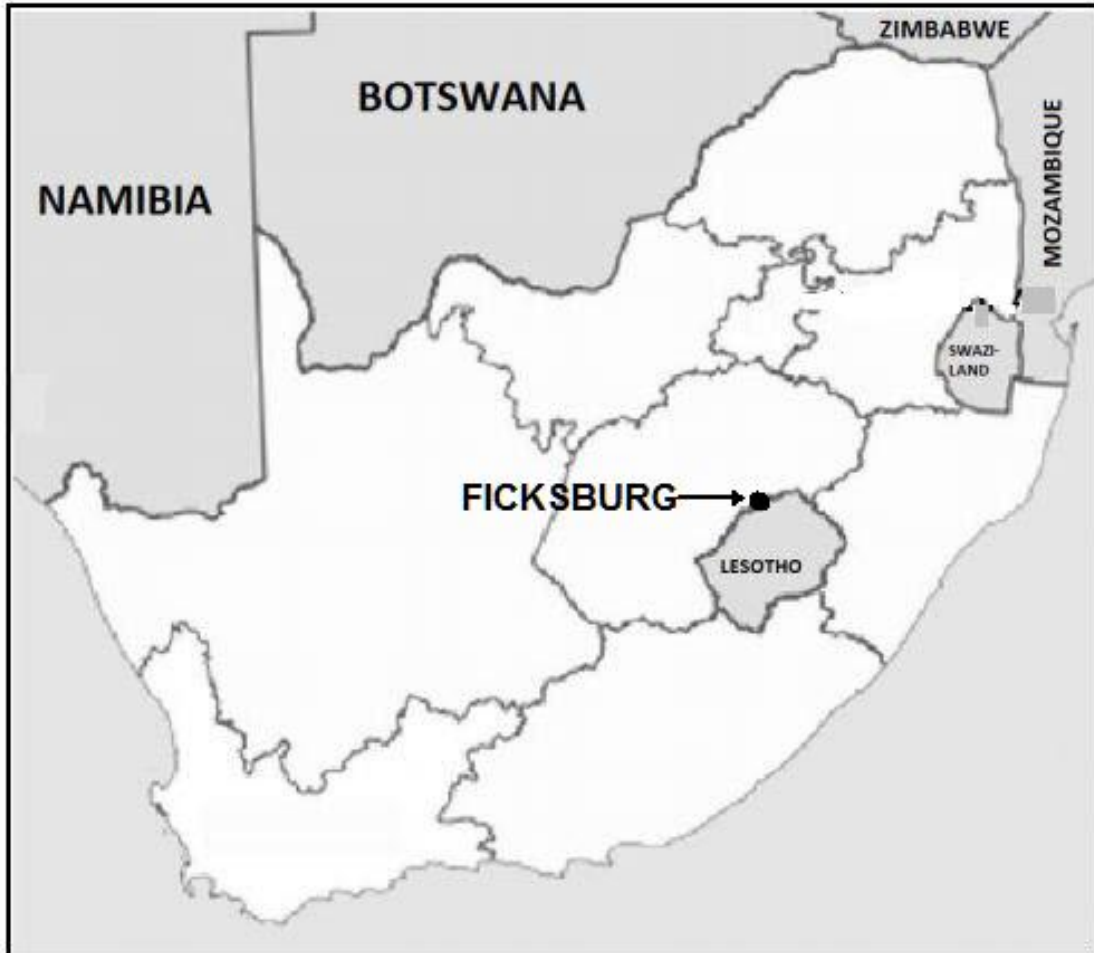 ZIMBABWE
BOTSWANA
MOZAMBIQUE
NAMIBIA
SWAZI-
LAND
FICKSBURG
LESOTHO